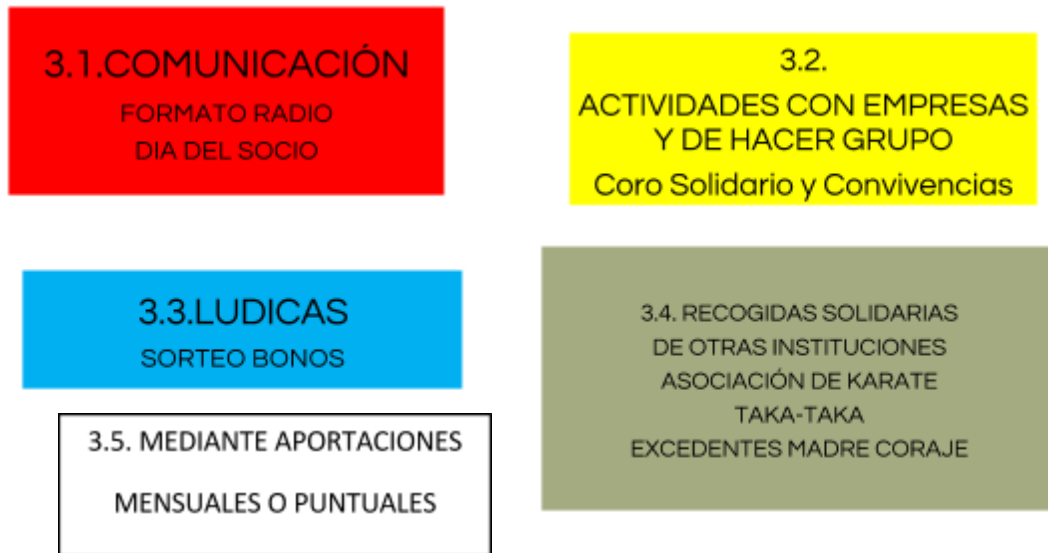 3.1.COMUNICACIÓN
FORMATO RADIO
DIA DEL SOCIO
3.2.
ACTIVIDADES CON EMPRESAS
Y DE HACER GRUPO
Coro Solidario y Convivencias
3.3.LUDICAS
SORTEO BONOS
3.4. RECOGIDAS SOLIDARIAS
DE OTRAS INSTITUCIONES
ASOCIACIÓN DE KARATE
TAKA-TAKA
EXCEDENTES MADRE CORAJE
3.5. MEDIANTE APORTACIONES
MENSUALES O PUNTUALES